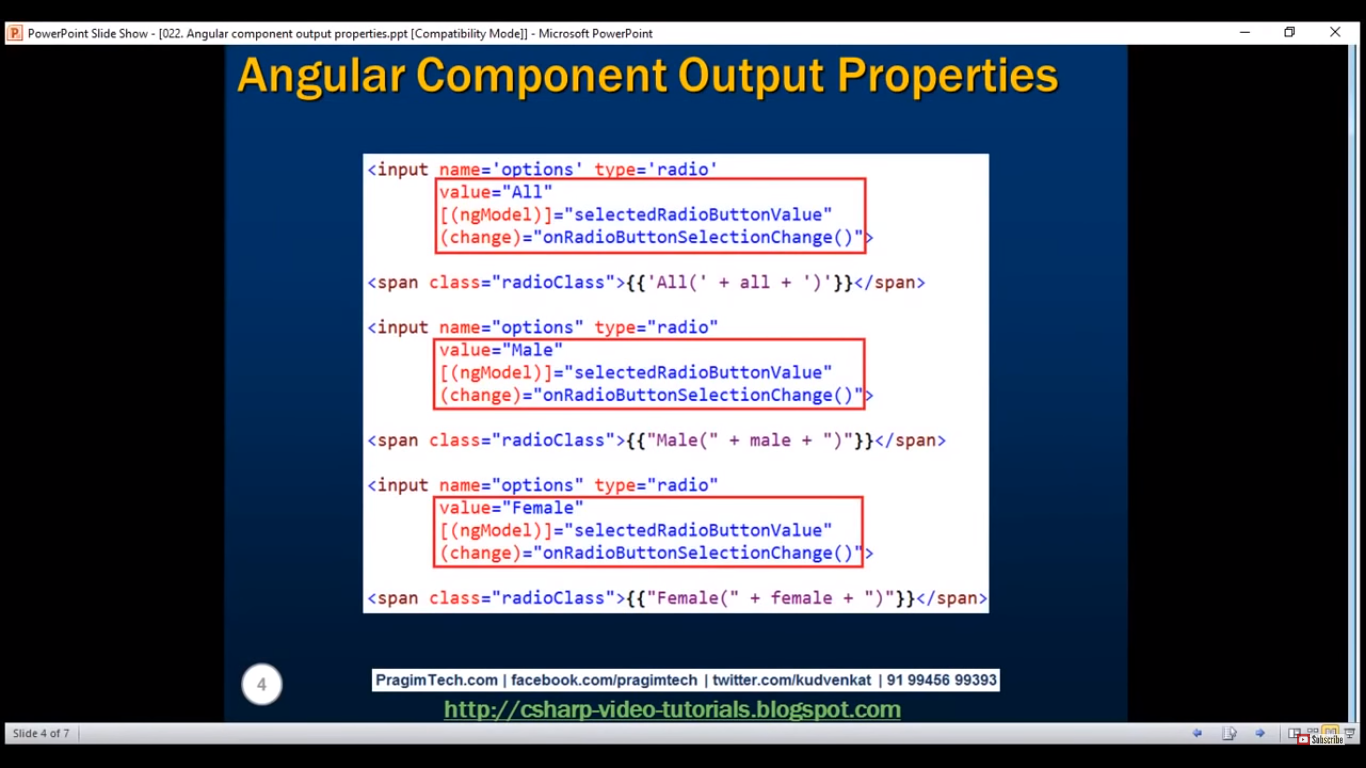 PowerPoint Slide Show - [022. Angular component output properties.ppt [Compatibility Mode]] - Microsoft PowerPoint
Angular Component Output Properties
<input name='options' type='radio'
value="All"
[(ngModel)]="selectedRadioButtonValue"
(change)="onRadioButtonSelectionChange()">
<span class="radioClass">{{'All(' + all + ')'}}</span>
<input name="options" type="radio"
value="Male"
[(ngModel)]="selectedRadioButtonValue"
(change)="onRadioButtonSelectionChange()">
<span class="radioClass">{{"Male(" + male + ")"}}</span>
<input name="options" type="radio"
value="Female"
[(ngModel)]="selectedRadioButtonValue"
(change)="onRadioButtonSelectionChange()">
<span class="radioClass">{{"Female(" + female + ")"}}</span>
4
PragimTech.com | facebook.com/pragimtech | twitter.com/kudvenkat | 91 99456 99393
http://csharp-video-tutorials.blogspot.com
Slide 4 of 7
Subscribe